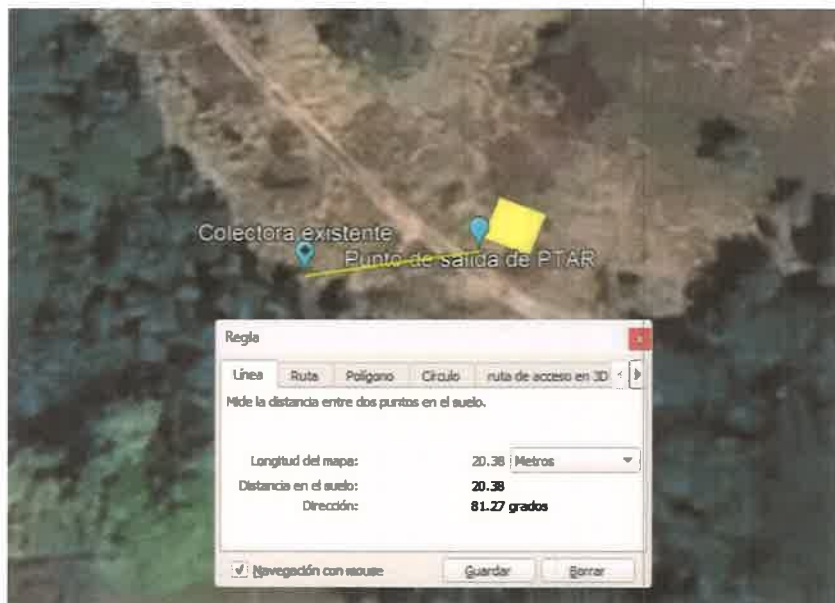 Colectora existente
Punto de salida de PTAR
Regla
Línea Ruta Polígono Círculo ruta de acceso en 3D
Mide la distancia entre dos puntos en el suelo.
Longitud del mapa: 20.38 Metros
Distancia en el suelo: 20.38
Dirección: 81.27 grados
Navegación con mouse Guardar Borrar